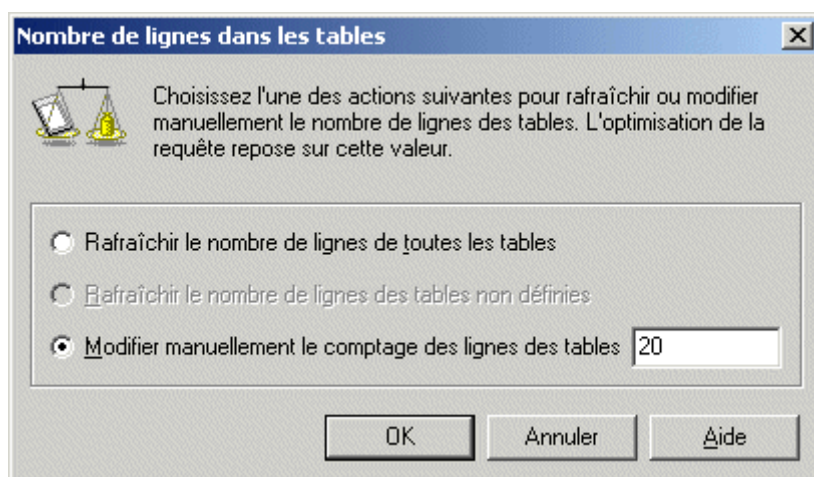 Nombre de lignes dans les tables
Choisissez l'une des actions suivantes pour rafraîchir ou modifier
manuellement le nombre de lignes des tables. L'optimisation de la
requête repose sur cette valeur.
Rafraîchir le nombre de lignes de toutes les tables
Rafraîchir le nombre de lignes des tables non définies
Modifier manuellement le comptage des lignes des tables 20
OK Annuler Aide